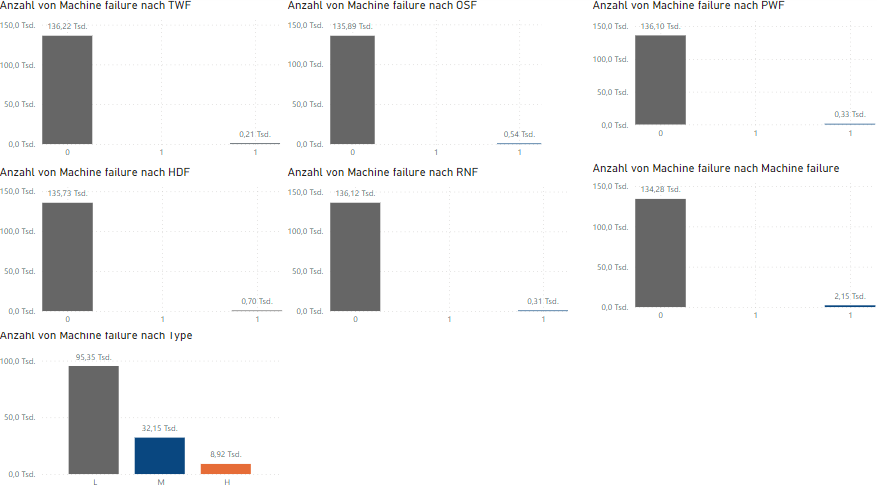 Anzahl von Machine failure nach TWF
150,0 Tsd.
136,22 Tsd.
100,0 Tsd.
50,0 Tsd.
0,21 Tsd.
0,0 Tsd.
0 1 1
Anzahl von Machine failure nach OSF
150,0 Tsd.
135,89 Tsd.
100,0 Tsd.
50,0 Tsd.
0,54 Tsd.
0,0 Tsd.
0 1 1
Anzahl von Machine failure nach PWF
150,0 Tsd.
136,10 Tsd.
100,0 Tsd.
50,0 Tsd.
0,33 Tsd.
0,0 Tsd.
0 1 1
Anzahl von Machine failure nach HDF
150,0 Tsd.
135,73 Tsd.
100,0 Tsd.
50,0 Tsd.
0,70 Tsd.
0,0 Tsd.
0 1 1
Anzahl von Machine failure nach RNF
150,0 Tsd.
136,12 Tsd.
100,0 Tsd.
50,0 Tsd.
0,31 Tsd.
0,0 Tsd.
0 1 1
Anzahl von Machine failure nach Machine failure
150,0 Tsd.
134,28 Tsd.
100,0 Tsd.
50,0 Tsd.
2,15 Tsd.
0,0 Tsd.
0 1 1
Anzahl von Machine failure nach Type
95,35 Tsd.
100,0 Tsd.
50,0 Tsd.
32,15 Tsd.
8,92 Tsd.
0,0 Tsd.
L M H